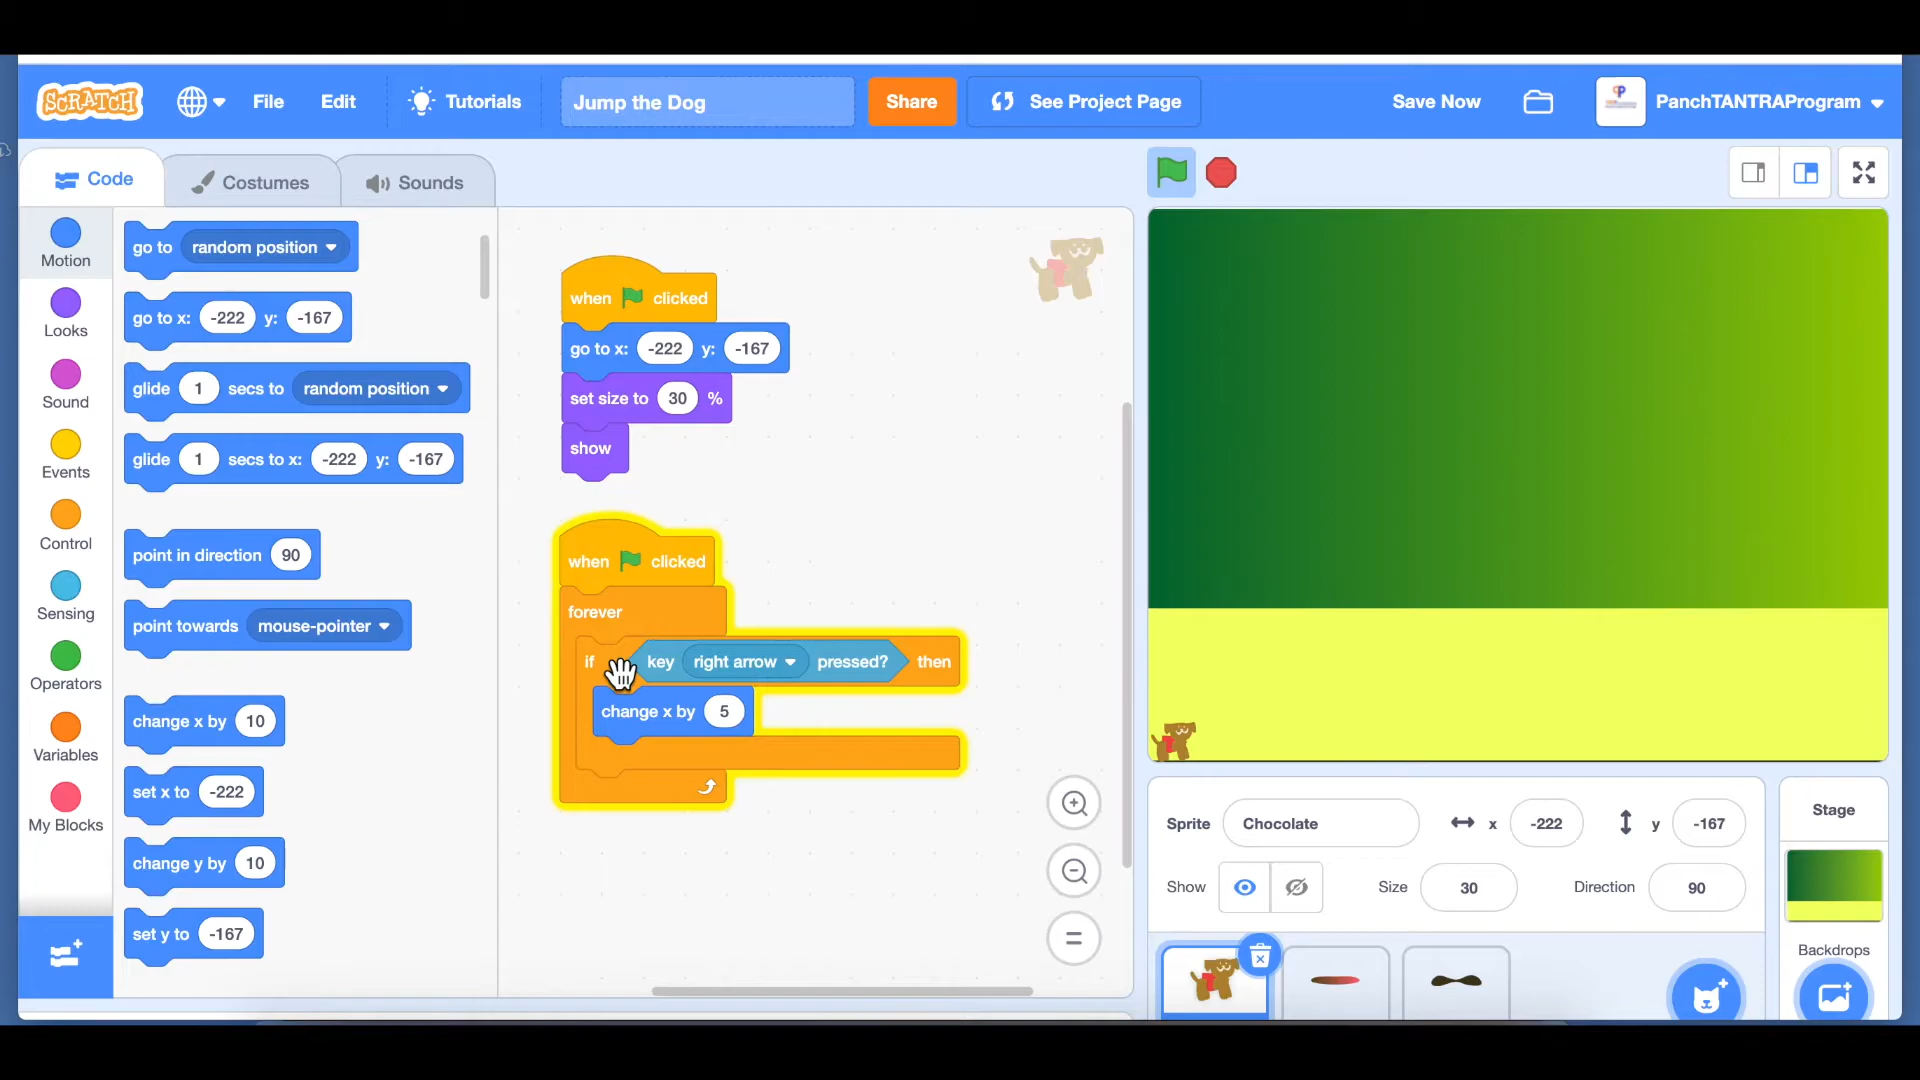 SCRATCH
File
Edit
Tutorials
Jump the Dog
Share
See Project Page
Save Now
PanchTANTRAProgram
Code
Costumes
Sounds
Motion
Looks
Sound
Events
Control
Sensing
Operators
Variables
My Blocks
go to random position
go to x: -222 y: -167
glide 1 secs to random position
glide 1 secs to x: -222 y: -167
point in direction 90
point towards mouse-pointer
change x by 10
set x to -222
change y by 10
set y to -167
when clicked
go to x: -222 y: -167
set size to 30 %
show
when clicked
forever
if key right arrow pressed? then
change x by 5
Sprite Chocolate x -222 y -167
Show Size 30 Direction 90
Stage
Backdrops